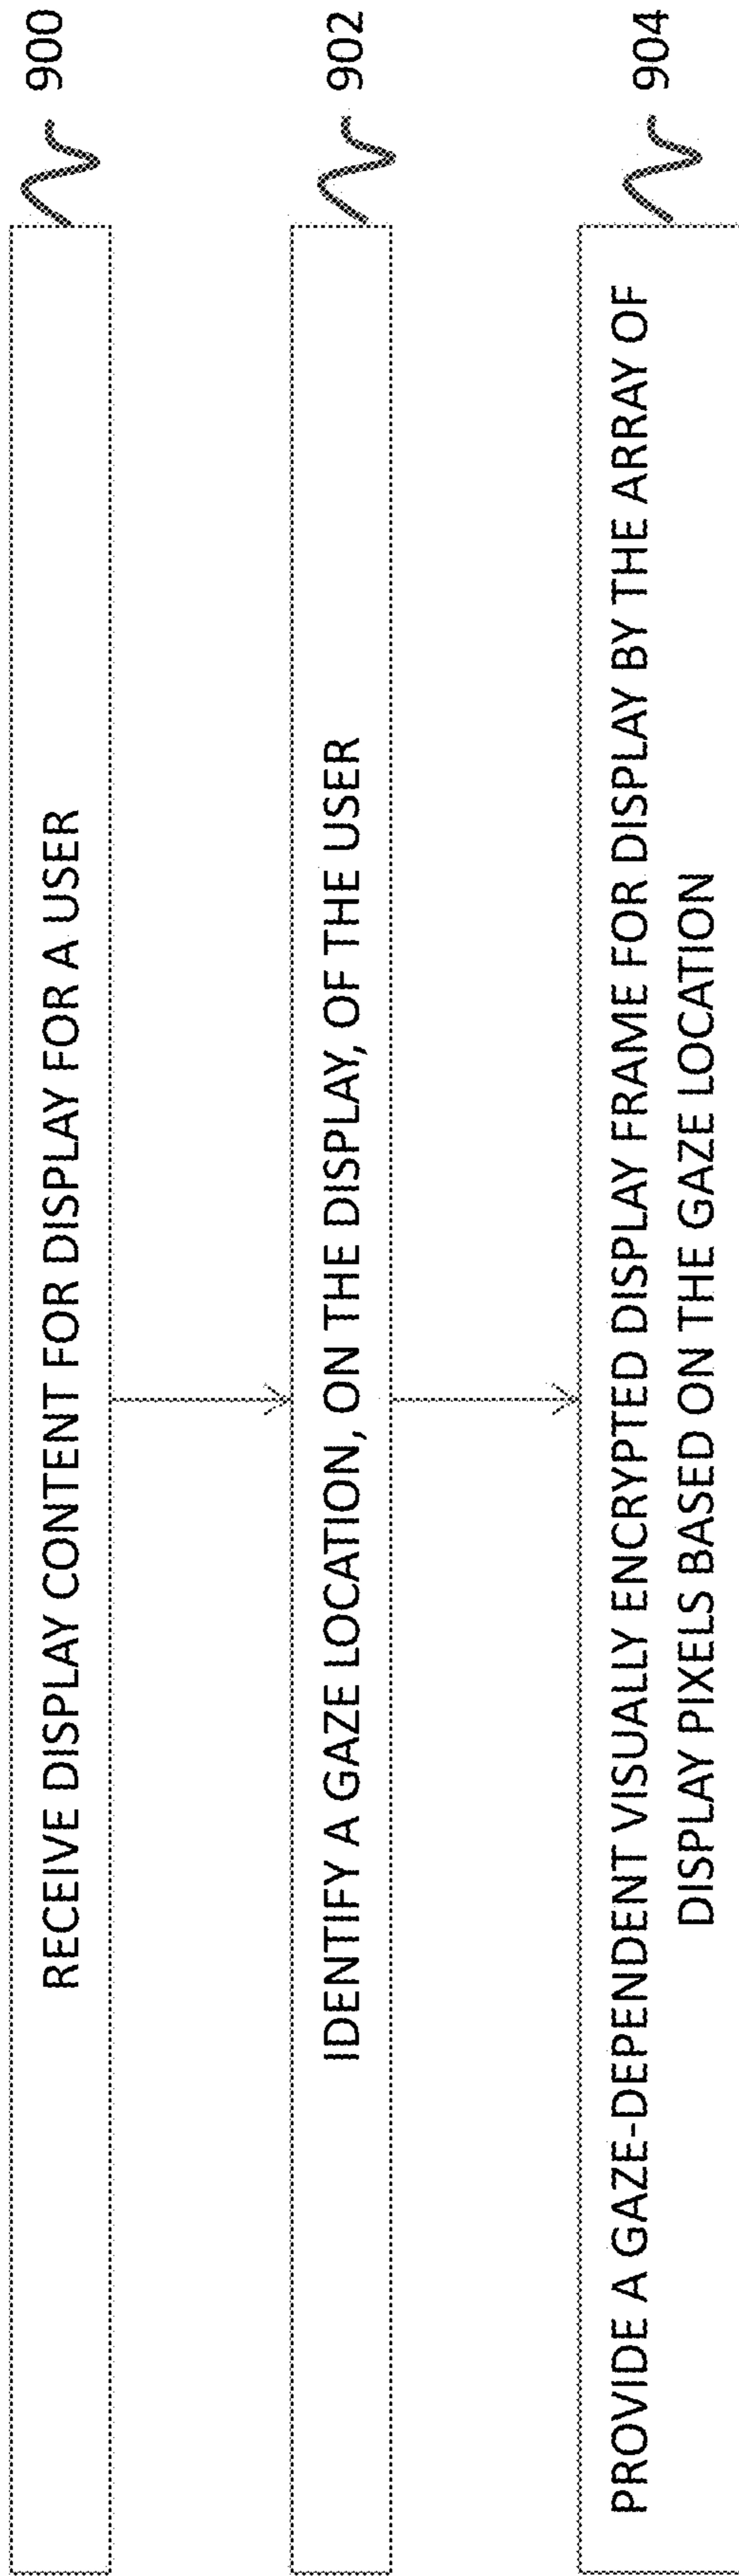 RECEIVE DISPLAY CONTENT FOR DISPLAY FOR A USER
900
IDENTIFY A GAZE LOCATION, ON THE DISPLAY, OF THE USER
902
PROVIDE A GAZE-DEPENDENT VISUALLY ENCRYPTED DISPLAY FRAME FOR DISPLAY BY THE ARRAY OF
DISPLAY PIXELS BASED ON THE GAZE LOCATION
904